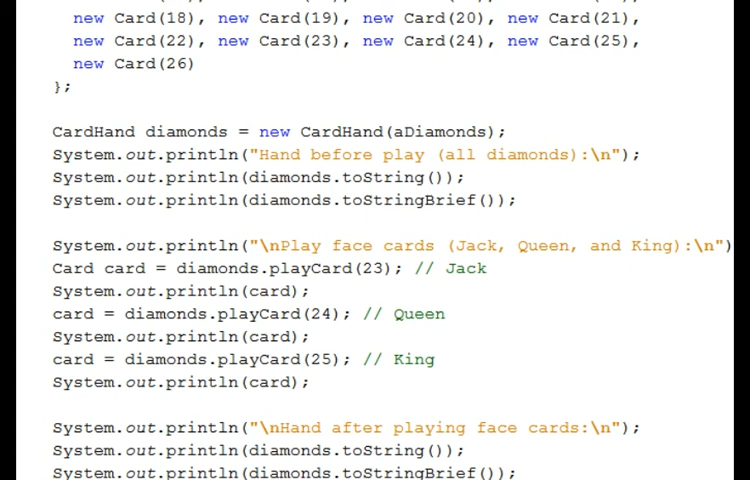 new Card(18), new Card(19), new Card(20), new Card(21),
new Card(22), new Card(23), new Card(24), new Card(25),
new Card(26)
};
CardHand diamonds = new CardHand(aDiamonds);
System.out.println("Hand before play (all diamonds):\n");
System.out.println(diamonds.toString());
System.out.println(diamonds.toStringBrief());
System.out.println("\nPlay face cards (Jack, Queen, and King):\n")
Card card = diamonds.playCard(23); // Jack
System.out.println(card);
card = diamonds.playCard(24); // Queen
System.out.println(card);
card = diamonds.playCard(25); // King
System.out.println(card);
System.out.println("\nHand after playing face cards:\n");
System.out.println(diamonds.toString());
System.out.println(diamonds.toStringBrief());